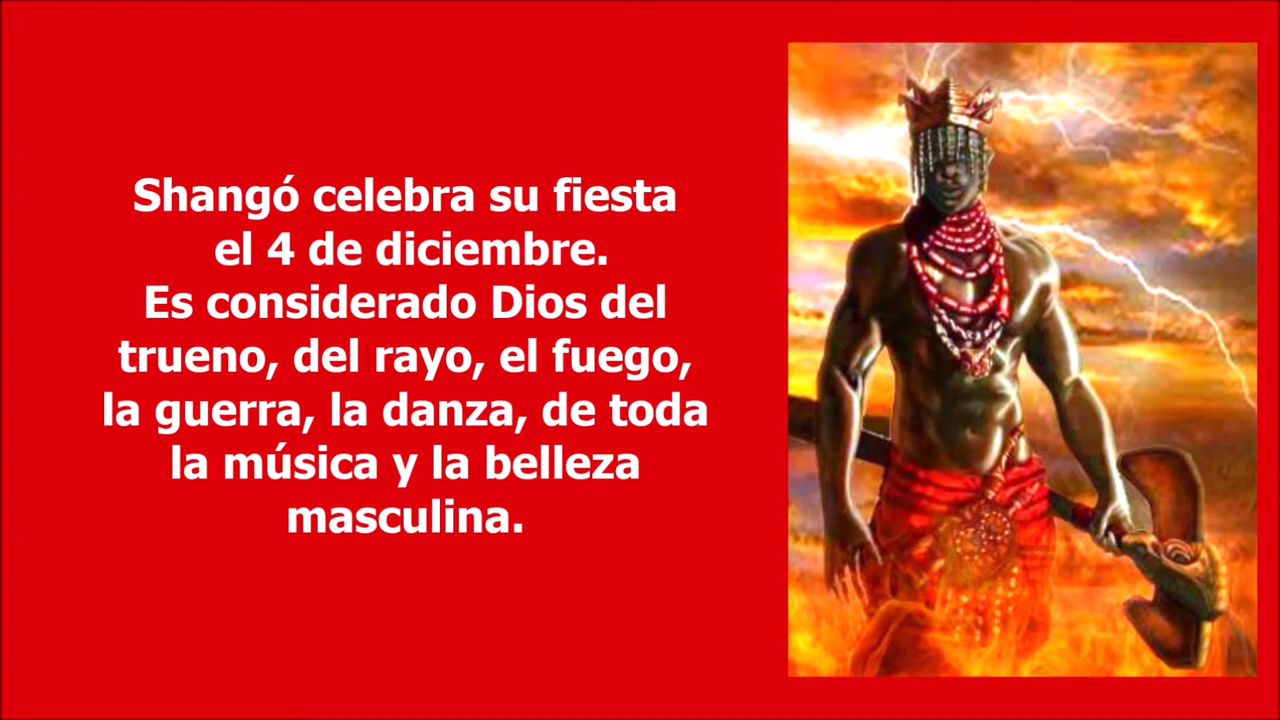 Shangó celebra su fiesta
el 4 de diciembre.
Es considerado Dios del
trueno, del rayo, el fuego,
la guerra, la danza, de toda
la música y la belleza
masculina.